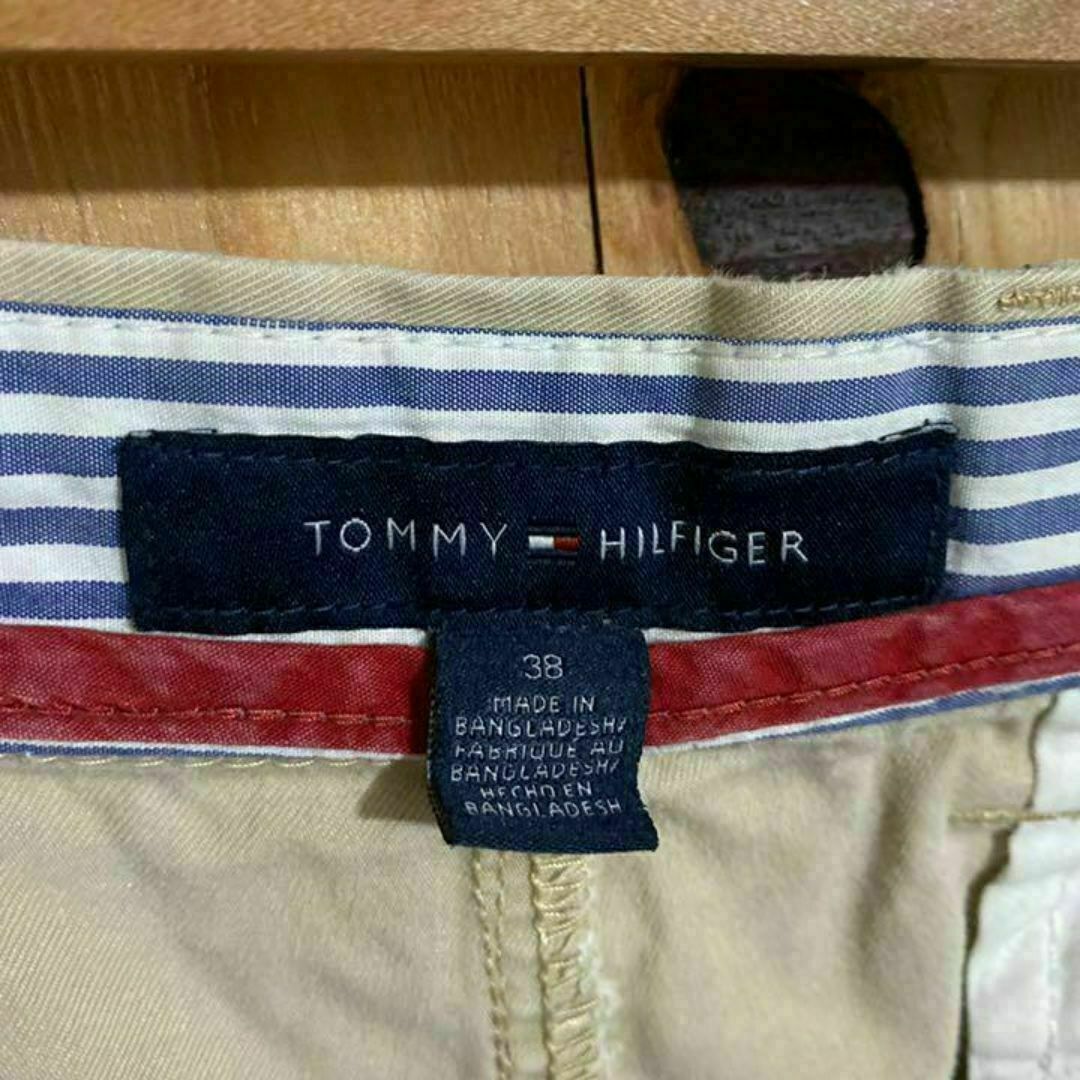 TOMMY HILFIGER
38
MADE IN
BANGLADESH/
FABRIQUE AU
BANGLADESH/
HECHO EN
BANGLADESH